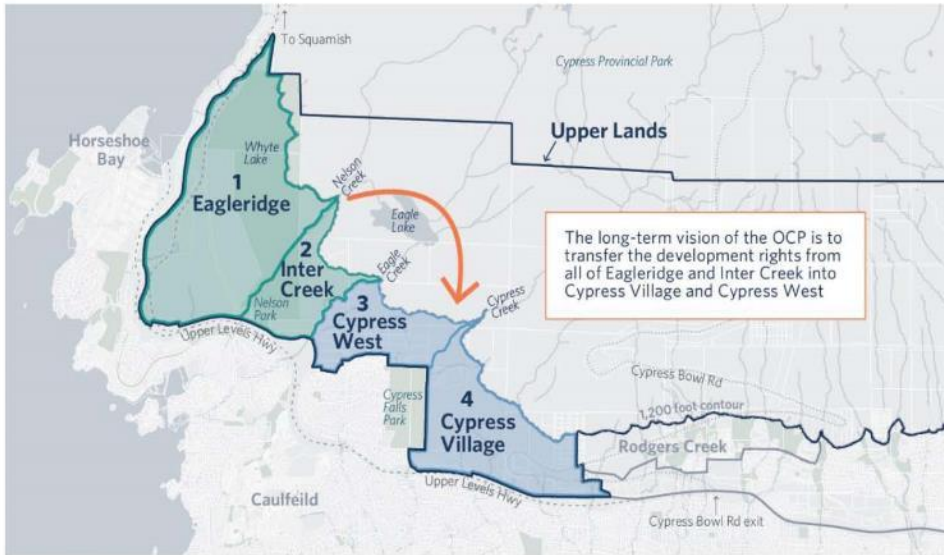 To Squamish
Cypress Provincial Park
Horseshoe
Bay
Whyte Lake
Upper Lands
1
Eagleridge
Nelson
Creek
Eagle
Lake
2
Inter
Creek
Eagle
Creek
The long-term vision of the OCP is to
transfer the development rights from
all of Eagleridge and Inter Creek into
Cypress Village and Cypress West
Nelson
Park
3
Cypress
West
Cypress
Creek
Upper Levels Hwy
Cypress Bowl Rd
Cypress
Falls
Park
4
Cypress
Village
1,200 foot contour
Rodgers Creek
Caulfeild
Upper Levels Hwy
Cypress Bowl Rd exit